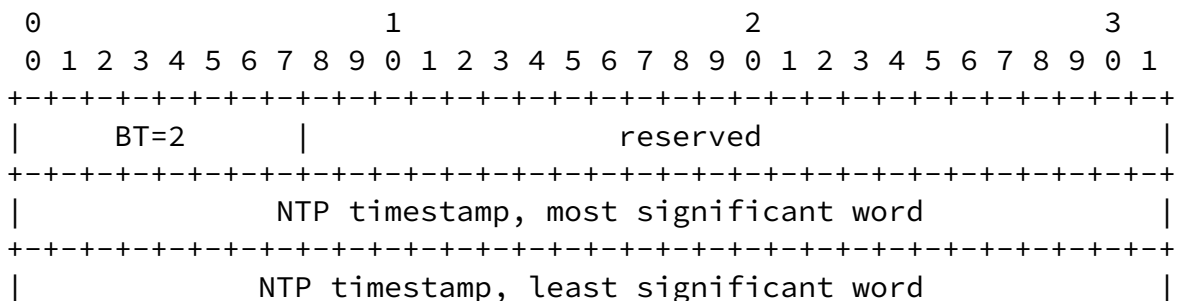 0                   1                   2                   3
 0 1 2 3 4 5 6 7 8 9 0 1 2 3 4 5 6 7 8 9 0 1 2 3 4 5 6 7 8 9 0 1
+-+-+-+-+-+-+-+-+-+-+-+-+-+-+-+-+-+-+-+-+-+-+-+-+-+-+-+-+-+-+-+-+
|     BT=2      |                 reserved                      |
+-+-+-+-+-+-+-+-+-+-+-+-+-+-+-+-+-+-+-+-+-+-+-+-+-+-+-+-+-+-+-+-+
|              NTP timestamp, most significant word             |
+-+-+-+-+-+-+-+-+-+-+-+-+-+-+-+-+-+-+-+-+-+-+-+-+-+-+-+-+-+-+-+-+
|             NTP timestamp, least significant word             |